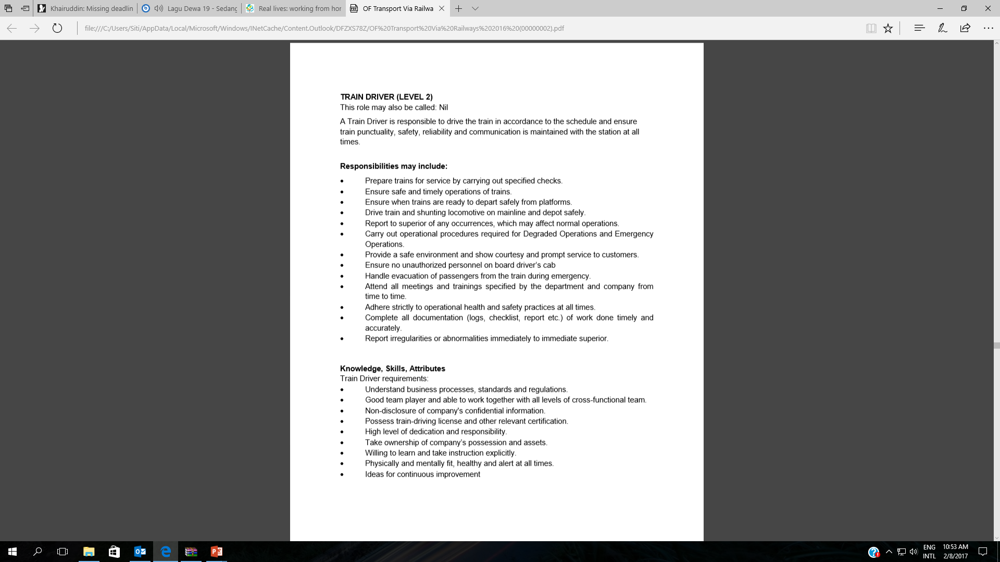 Khairuddin: Missing deadlin
Lagu Dewa 19 - Sedang
Real lives: working from hor
OF Transport Via Railwa
file:///C:/Users/Siti/AppData/Local/Microsoft/Windows/INetCache/Content.Outlook/DFZXS78Z/OF%20Transport%20Via%20Railways%202016%20(00000002).pdf
TRAIN DRIVER (LEVEL 2)
This role may also be called: Nil
A Train Driver is responsible to drive the train in accordance to the schedule and ensure
train punctuality, safety, reliability and communication is maintained with the station at all
times.
Responsibilities may include:
• Prepare trains for service by carrying out specified checks.
• Ensure safe and timely operations of trains.
• Ensure when trains are ready to depart safely from platforms.
• Drive train and shunting locomotive on mainline and depot safely.
• Report to superior of any occurrences, which may affect normal operations.
• Carry out operational procedures required for Degraded Operations and Emergency
Operations.
• Provide a safe environment and show courtesy and prompt service to customers.
• Ensure no unauthorized personnel on board driver's cab
• Handle evacuation of passengers from the train during emergency.
• Attend all meetings and trainings specified by the department and company from
time to time.
• Adhere strictly to operational health and safety practices at all times.
• Complete all documentation (logs, checklist, report etc.) of work done timely and
accurately.
• Report irregularities or abnormalities immediately to immediate superior.
Knowledge, Skills, Attributes
Train Driver requirements:
• Understand business processes, standards and regulations.
• Good team player and able to work together with all levels of cross-functional team.
• Non-disclosure of company's confidential information.
• Possess train-driving license and other relevant certification.
• High level of dedication and responsibility.
• Take ownership of company's possession and assets.
• Willing to learn and take instruction explicitly.
• Physically and mentally fit, healthy and alert at all times.
• Ideas for continuous improvement
ENG
INTL
10:53 AM
2/8/2017